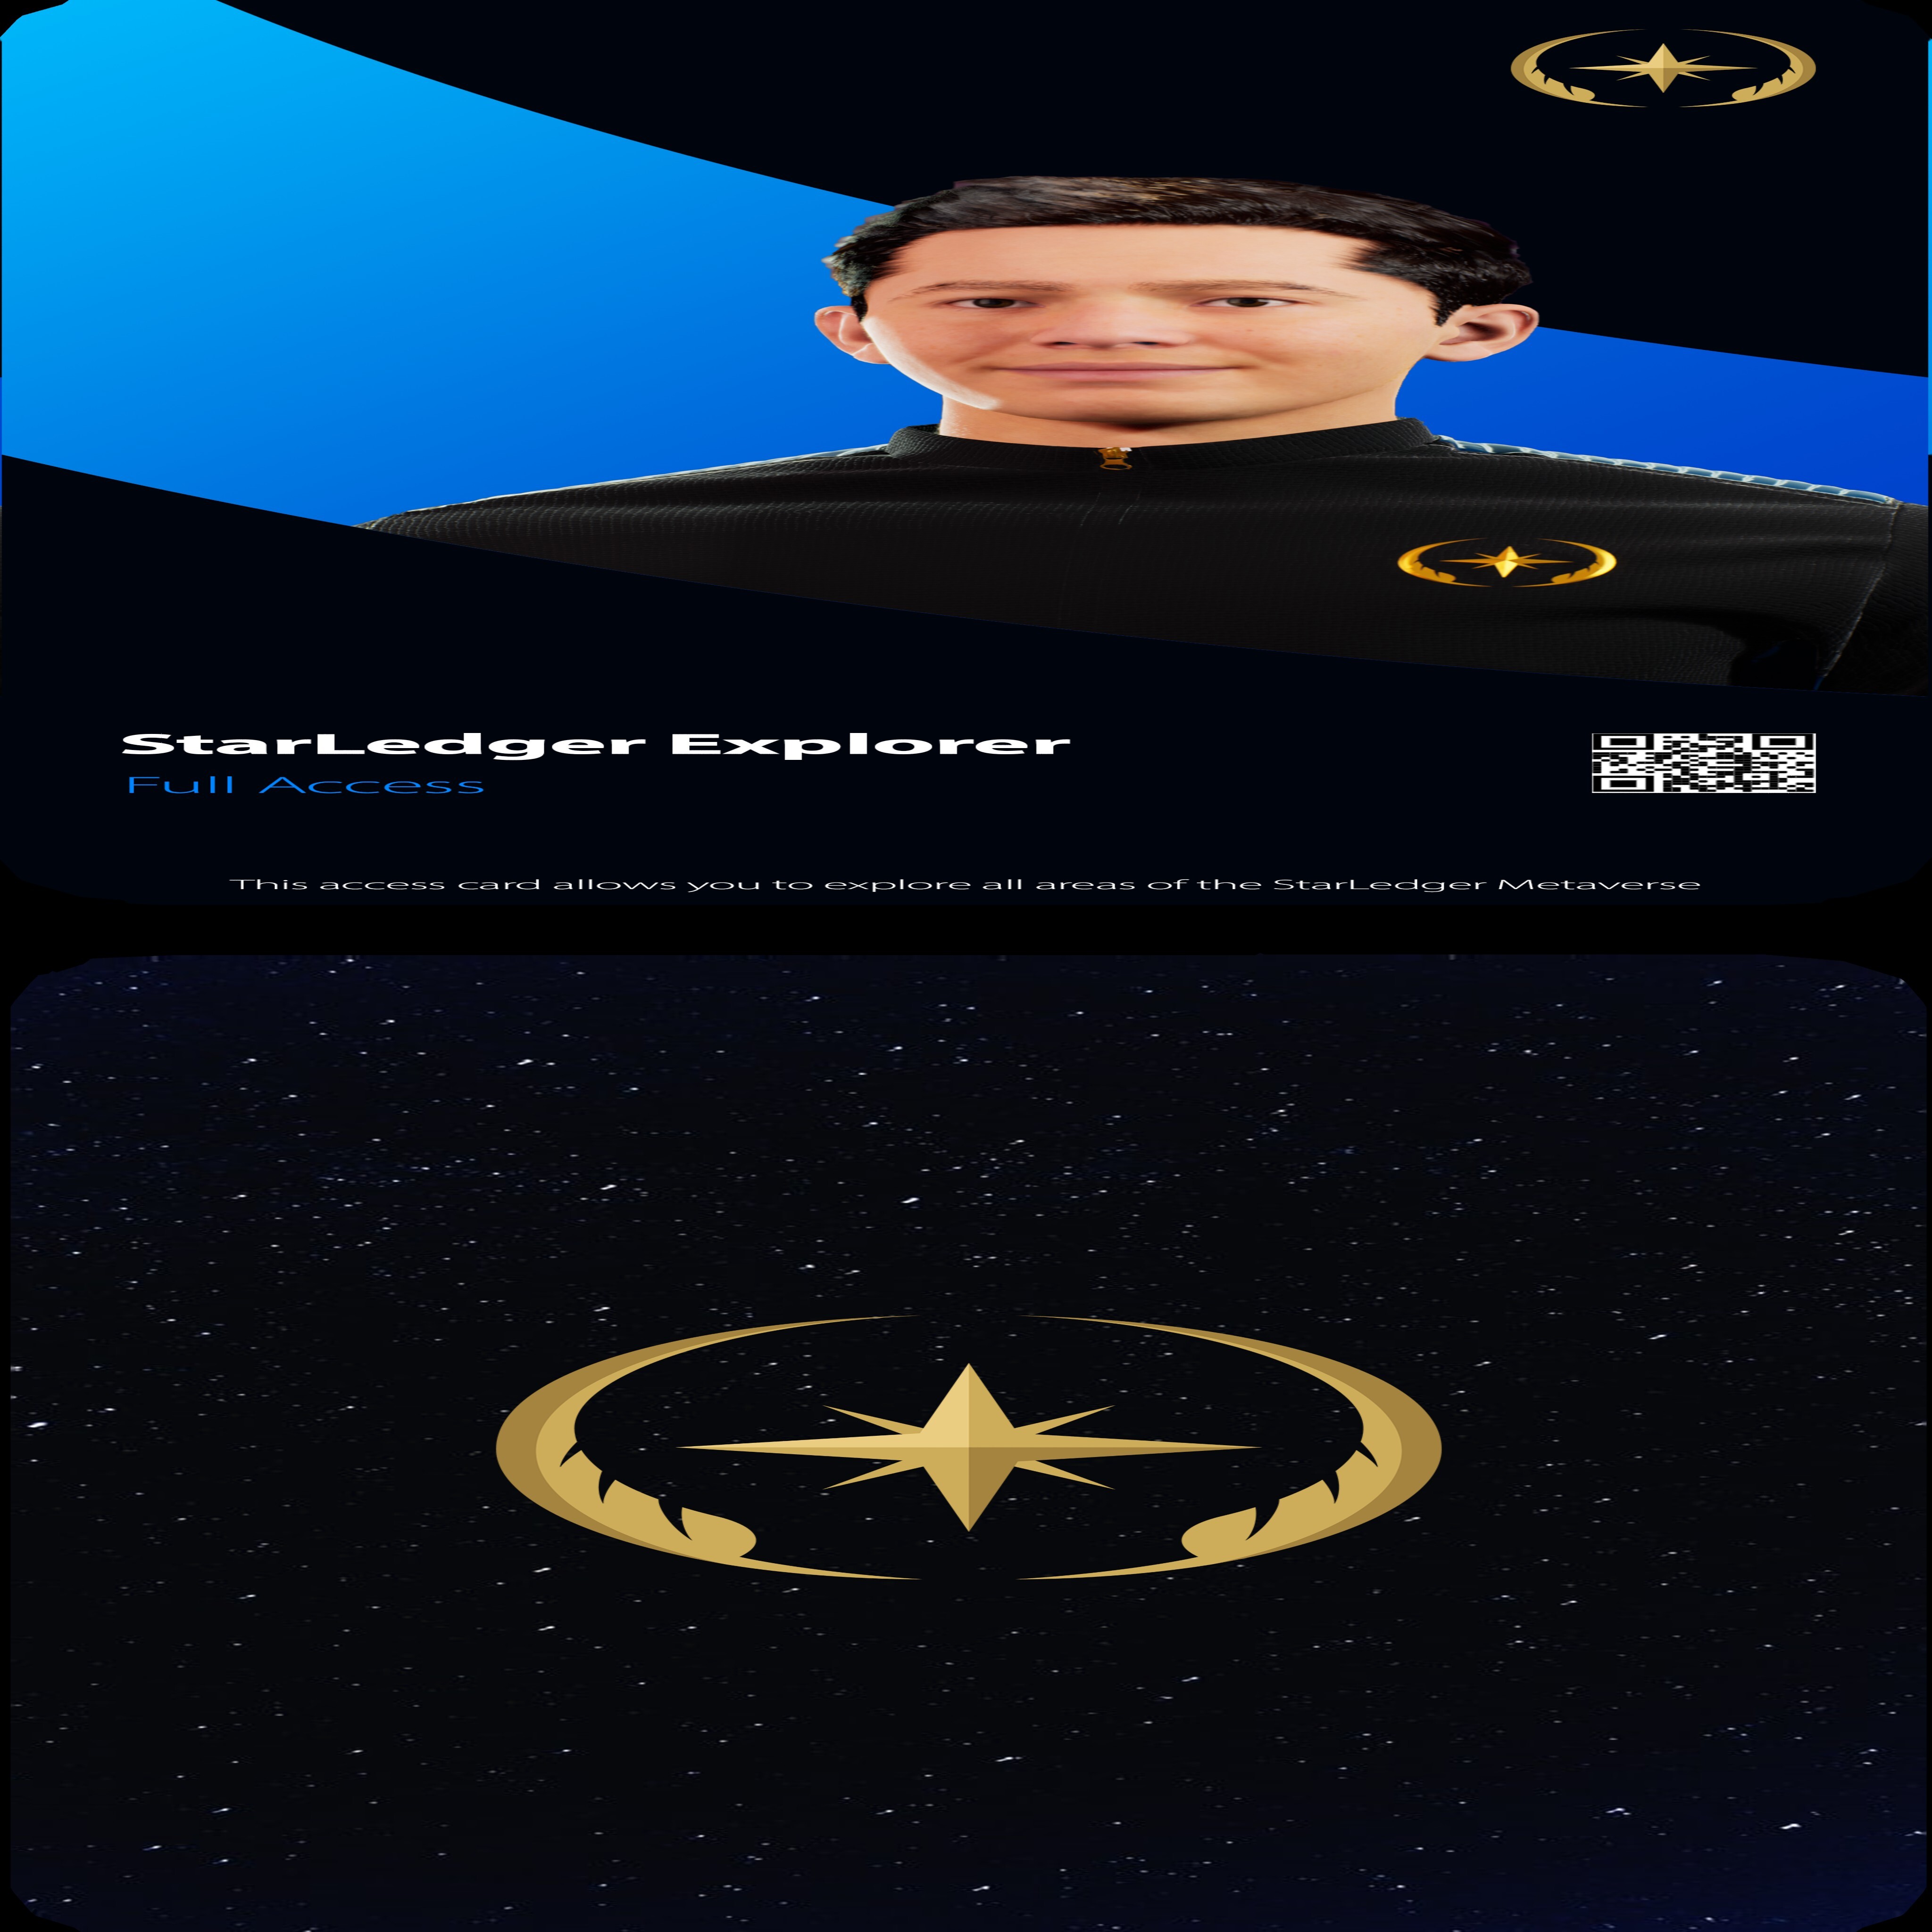 StarLedger Explorer
Full Access
This access card allows you to explore all areas of the StarLedger Metaverse